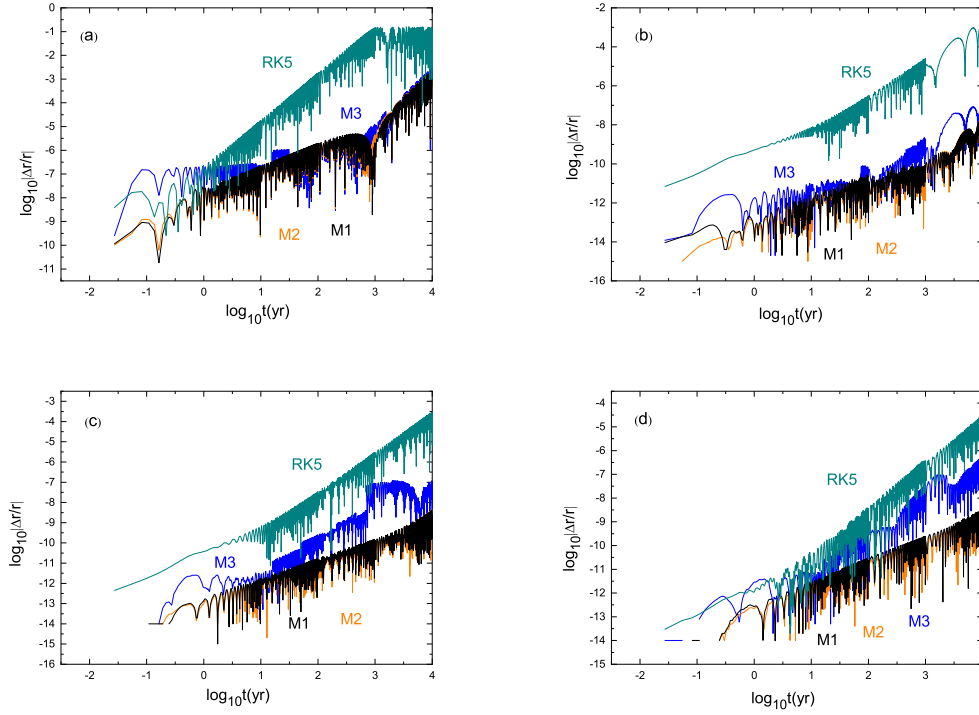 (a)
RK5
M3
M2
M1
log10|Δr/r|
0
-1
-2
-3
-4
-5
-6
-7
-8
-9
-10
-11
-2 -1 0 1 2 3 4
log10t(yr)
(b)
RK5
M3
M1
M2
log10|Δr/r|
-2
-4
-6
-8
-10
-12
-14
-16
-2 -1 0 1 2 3
log10t(yr)
(c)
RK5
M3
M1
M2
log10|Δr/r|
-3
-4
-5
-6
-7
-8
-9
-10
-11
-12
-13
-14
-15
-16
-2 -1 0 1 2 3 4
log10t(yr)
(d)
RK5
M1
M2
M3
log10|Δr/r|
-4
-5
-6
-7
-8
-9
-10
-11
-12
-13
-14
-15
-2 -1 0 1 2 3
log10t(yr)